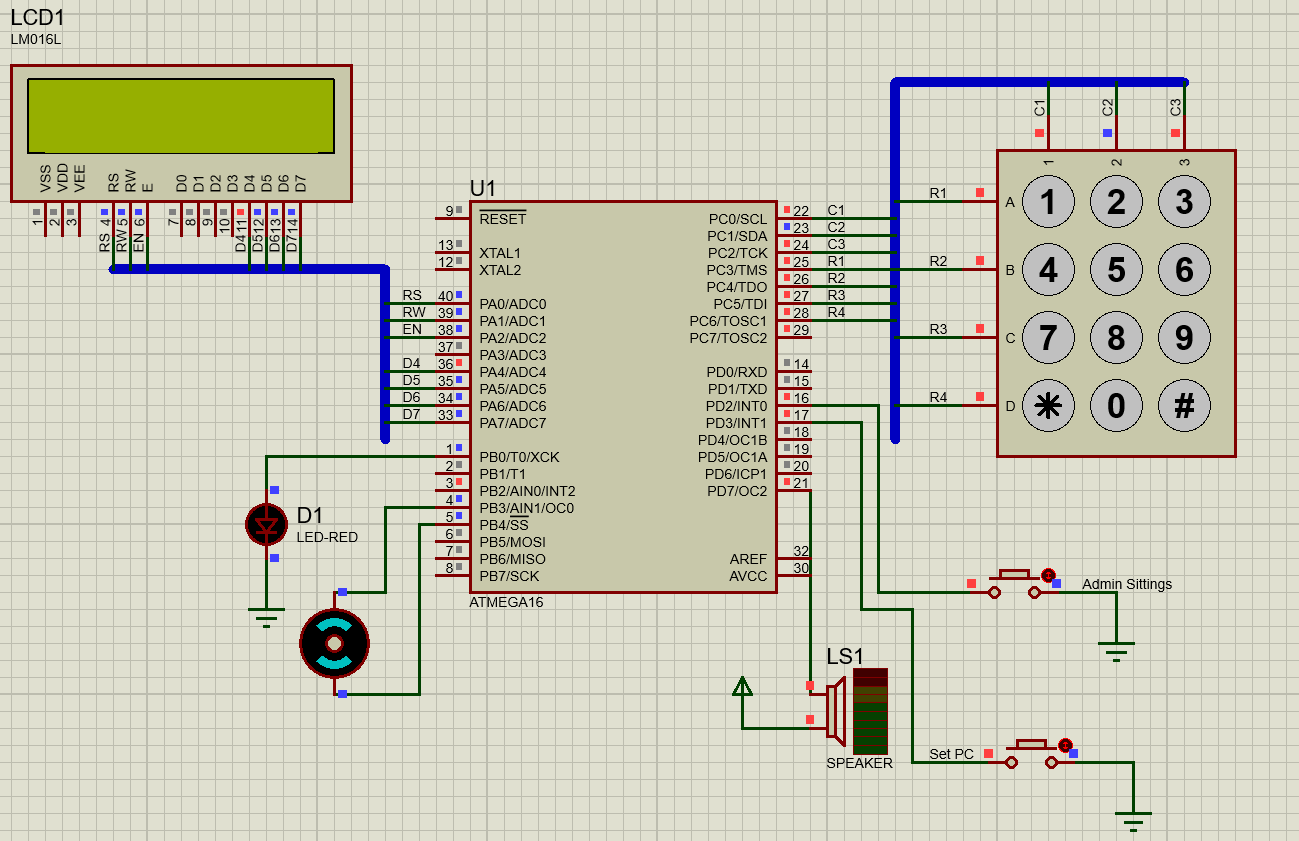 LCD1
LM016L
VSS
VDD
VEE
RS
RW
E
D0
D1
D2
D3
D4
D5
D6
D7
1
2
3
4
5
6
7
8
9
10
11
12
13
14
RS
RW
EN
D4
D5
D6
D7
U1
9 RESET
13 XTAL1
12 XTAL2
RS 40 PA0/ADC0
RW 39 PA1/ADC1
EN 38 PA2/ADC2
37 PA3/ADC3
D4 36 PA4/ADC4
D5 35 PA5/ADC5
D6 34 PA6/ADC6
D7 33 PA7/ADC7
1 PB0/T0/XCK
2 PB1/T1
3 PB2/AIN0/INT2
4 PB3/AIN1/OC0
5 PB4/SS
6 PB5/MOSI
7 PB6/MISO
8 PB7/SCK
PC0/SCL 22 C1
PC1/SDA 23 C2
PC2/TCK 24 C3
PC3/TMS 25 R1
PC4/TDO 26 R2
PC5/TDI 27 R3
PC6/TOSC1 28 R4
PC7/TOSC2 29
PD0/RXD 14
PD1/TXD 15
PD2/INT0 16
PD3/INT1 17
PD4/OC1B 18
PD5/OC1A 19
PD6/ICP1 20
PD7/OC2 21
AREF 32
AVCC 30
ATMEGA16
D1
LED-RED
C1
C2
C3
1
2
3
R1 A 1 2 3
R2 B 4 5 6
R3 C 7 8 9
R4 D * 0 #
Admin Sittings
LS1
SPEAKER
Set PC